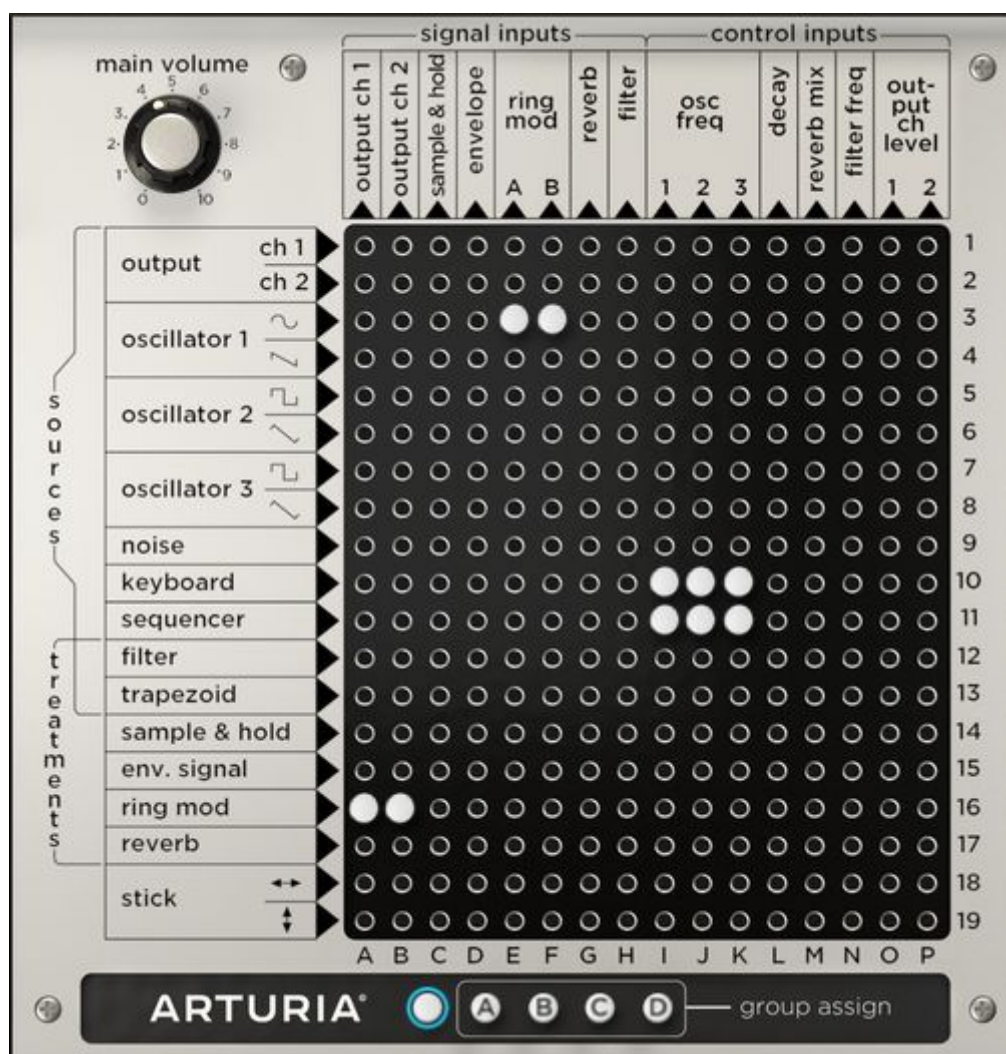 signal inputs
control inputs
main volume
0 1 2 3 4 5 6 7 8 9 10
output ch 1
output ch 2
sample & hold
envelope
ring mod
A B
reverb
filter
osc freq
1 2 3
decay
reverb mix
filter freq
out-
put
ch
level
1 2
sources
treatments
output
ch 1
ch 2
oscillator 1
oscillator 2
oscillator 3
noise
keyboard
sequencer
filter
trapezoid
sample & hold
env. signal
ring mod
reverb
stick
1
2
3
4
5
6
7
8
9
10
11
12
13
14
15
16
17
18
19
A B C D E F G H I J K L M N O P
ARTURIA®
A B C D
group assign